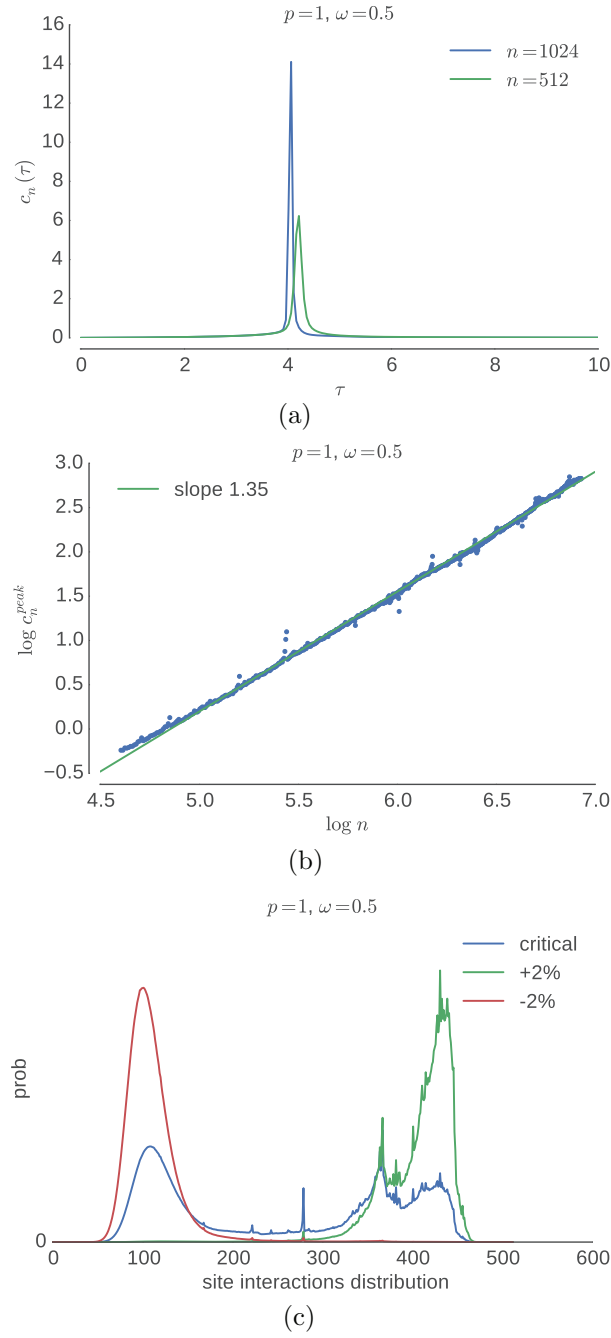 p=1, ω=0.5
16
14
12
10
8
6
4
2
0
c_n(τ)
n=1024
n=512
0 2 4 6 8 10
τ
(a)
p=1, ω=0.5
3.0
2.5
2.0
1.5
1.0
0.5
0.0
−0.5
log c_n^{peak}
slope 1.35
4.5 5.0 5.5 6.0 6.5 7.0
log n
(b)
p=1, ω=0.5
critical
+2%
-2%
prob
0
0 100 200 300 400 500 600
site interactions distribution
(c)